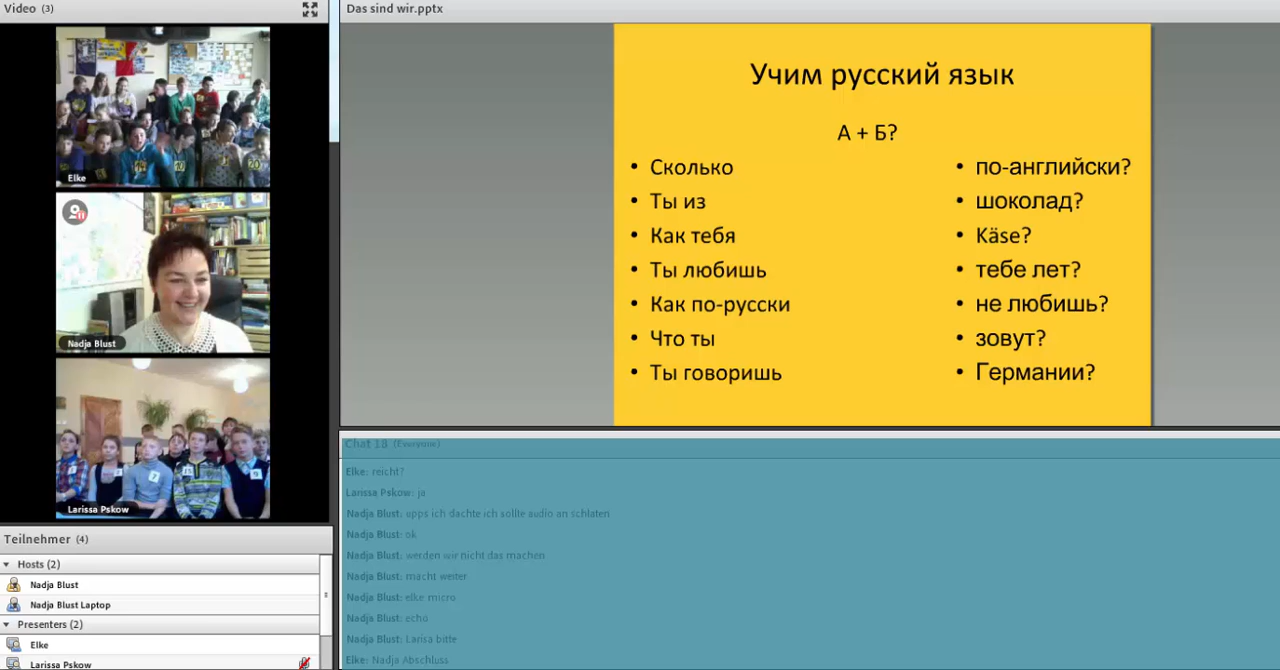 Video (3)
Das sind wir.pptx
Elke
Nadja Blust
Larissa Pskow
Учим русский язык
А + Б?
• Сколько
• Ты из
• Как тебя
• Ты любишь
• Как по-русски
• Что ты
• Ты говоришь
• по-английски?
• шоколад?
• Käse?
• тебе лет?
• не любишь?
• зовут?
• Германии?
Teilnehmer (4)
Hosts (2)
Nadja Blust
Nadja Blust Laptop
Presenters (2)
Elke
Larissa Pskow
Chat 18 (Everyone)
Elke: reicht?
Larissa Pskow: ja
Nadja Blust: upps ich dachte ich sollte audio an schlaten
Nadja Blust: ok
Nadja Blust: werden wir nicht das machen
Nadja Blust: macht weiter
Nadja Blust: elke micro
Nadja Blust: echo
Nadja Blust: Larisa bitte
Elke: Nadja Abschluss